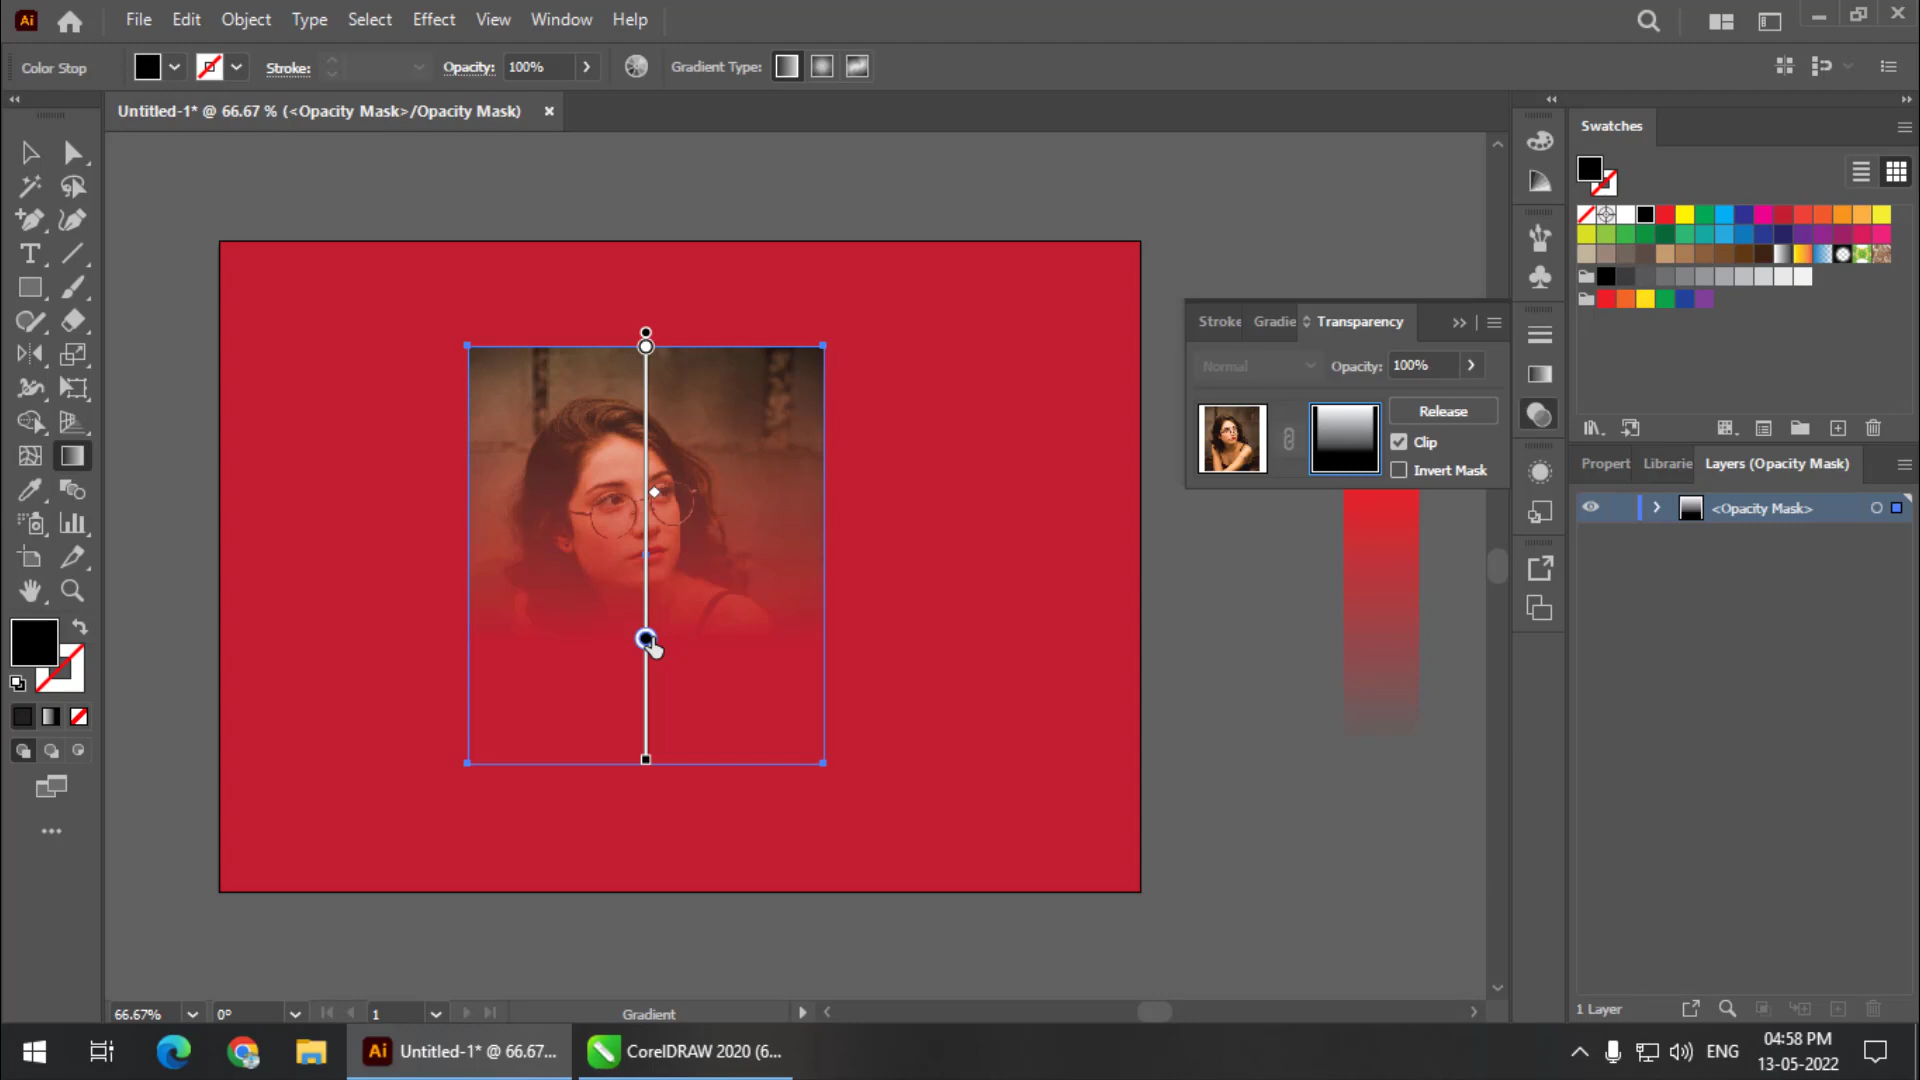 Ai File Edit Object Type Select Effect View Window Help
Color Stop Stroke: Opacity: 100% Gradient Type:
Untitled-1* @ 66.67 % (<Opacity Mask>/Opacity Mask) ×
Swatches
Stroke Gradie Transparency
Normal Opacity: 100%
Release
Clip
Invert Mask
Propert Librarie Layers (Opacity Mask)
<Opacity Mask>
66.67% 0° 1 Gradient
1 Layer
Ai Untitled-1* @ 66.67... CorelDRAW 2020 (6... ENG
04:58 PM
13-05-2022